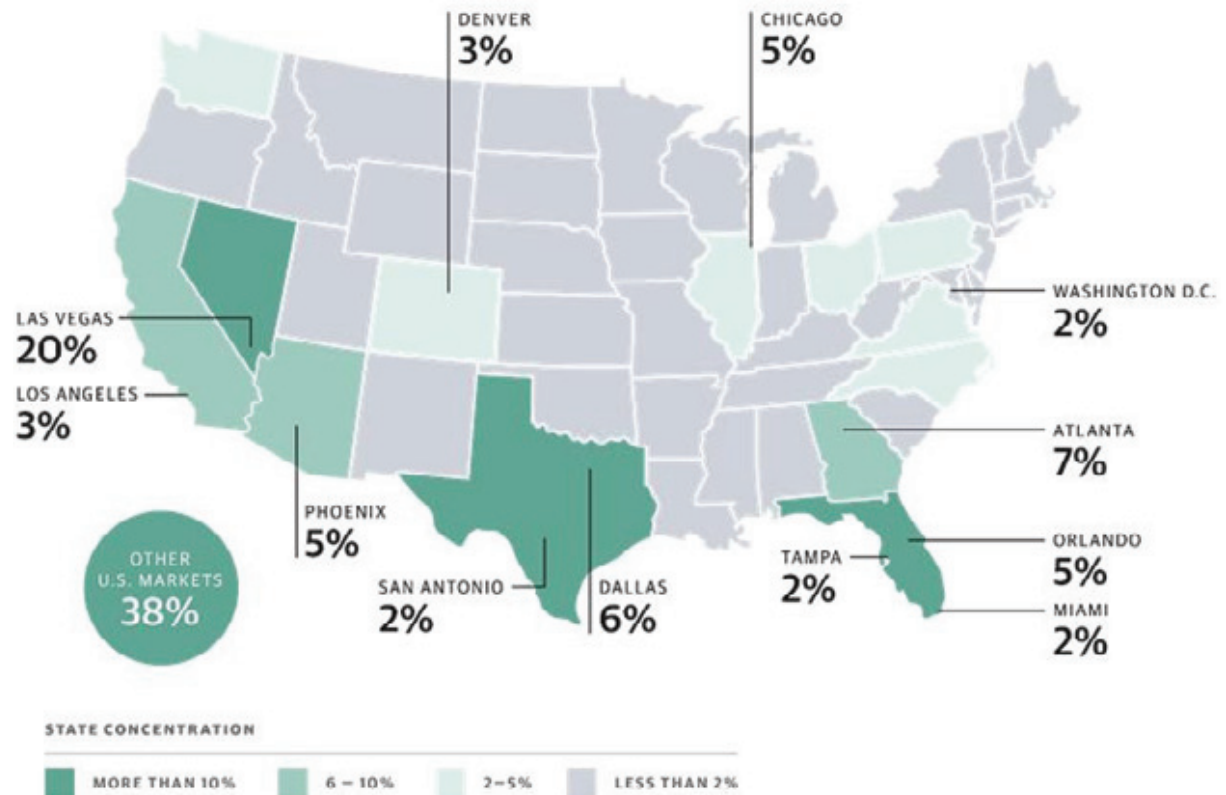 DENVER
3%
CHICAGO
5%
LAS VEGAS
20%
LOS ANGELES
3%
WASHINGTON D.C.
2%
ATLANTA
7%
PHOENIX
5%
OTHER
U.S. MARKETS
38%
SAN ANTONIO
2%
DALLAS
6%
TAMPA
2%
ORLANDO
5%
MIAMI
2%
STATE CONCENTRATION
MORE THAN 10%
6 – 10%
2–5%
LESS THAN 2%